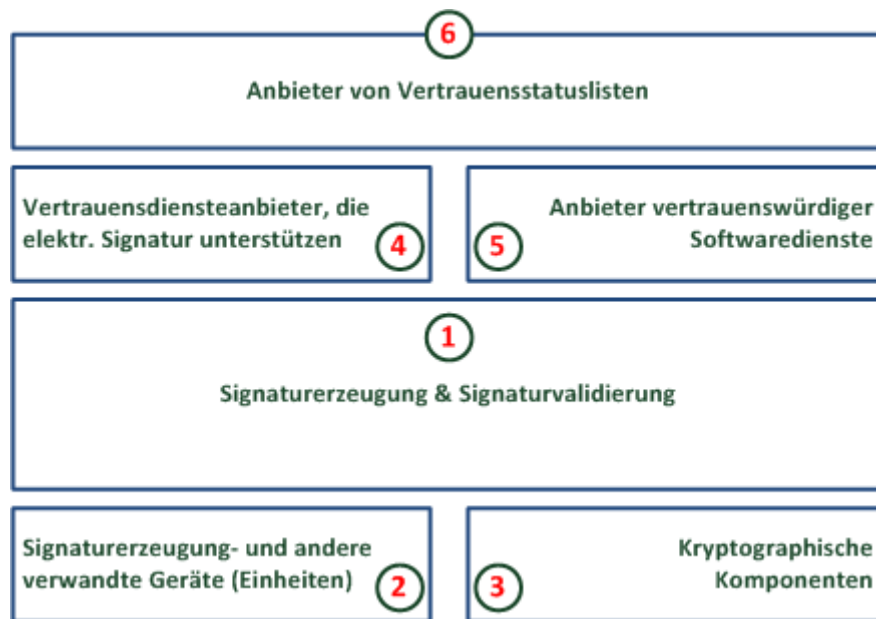 6
Anbieter von Vertrauensstatuslisten
Vertrauensdiensteanbieter, die
elektr. Signatur unterstützen
4
Anbieter vertrauenswürdiger
Softwaredienste
5
1
Signaturerzeugung & Signaturvalidierung
Signaturerzeugung- und andere
verwandte Geräte (Einheiten)
2
Kryptographische
Komponenten
3